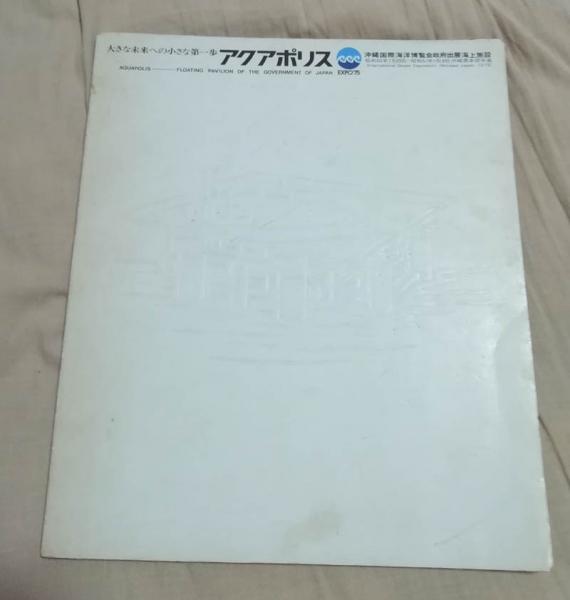 大きな未来への小さな第一歩 アクアポリス
AQUAPOLIS——FLOATING PAVILION OF THE GOVERNMENT OF JAPAN
EXPO'75
沖縄国際海洋博覧会政府出展海上施設
International Ocean Exposition, Okinawa, Japan, 1975